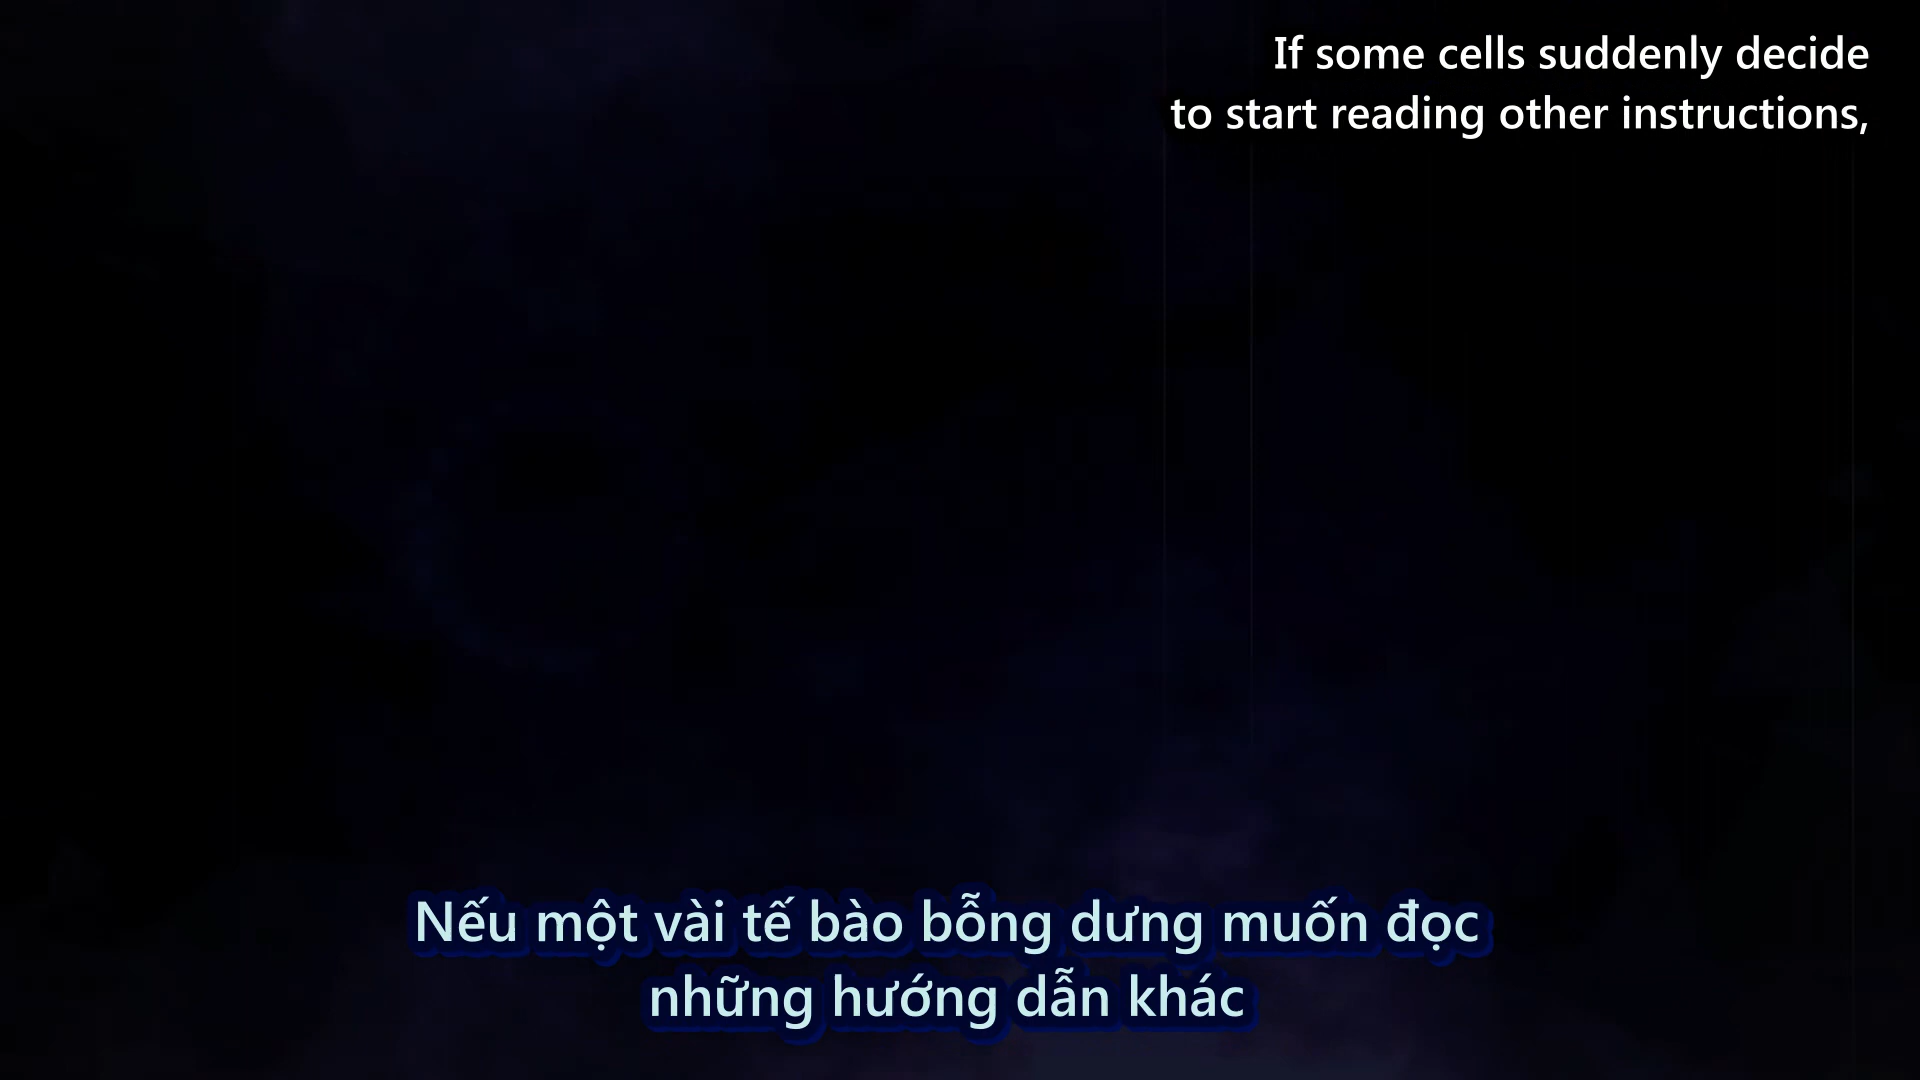 If some cells suddenly decide
to start reading other instructions,
Nếu một vài tế bào bỗng dưng muốn đọc
những hướng dẫn khác